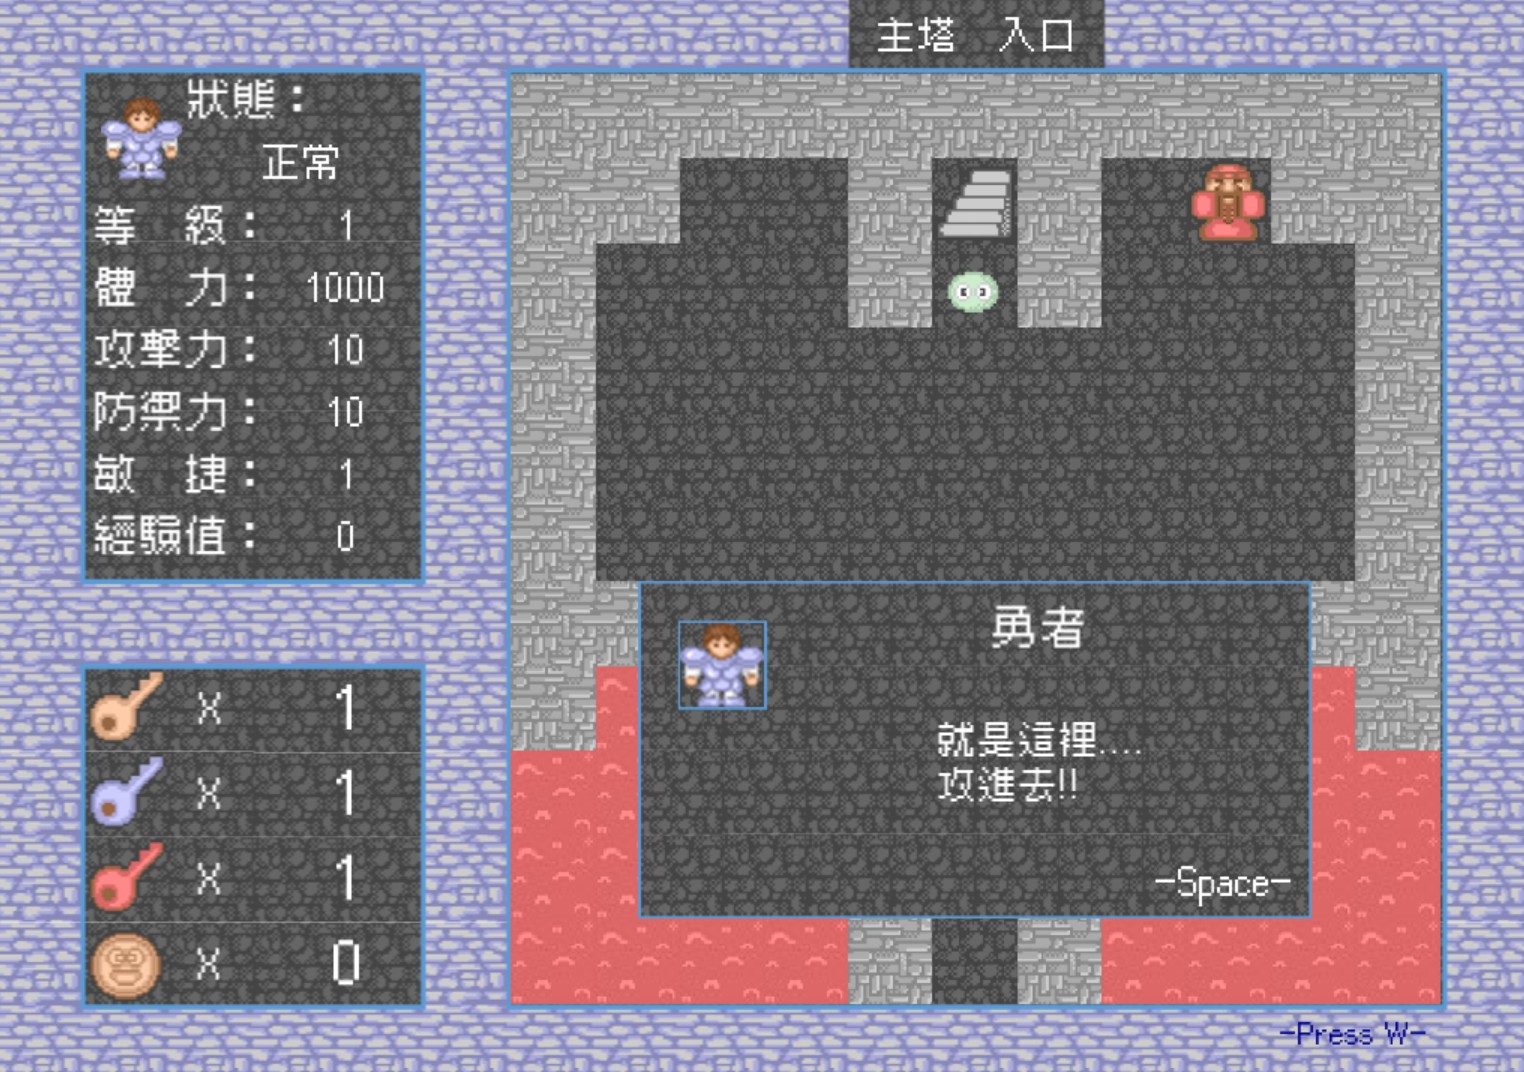 主塔　入口
狀態：
正常
等　級：　1
體　力：　1000
攻擊力：　10
防禦力：　10
敏　捷：　1
經驗值：　0
X 1
X 1
X 1
X 0
勇者
就是這裡....
攻進去!!
-Space-
-Press W-